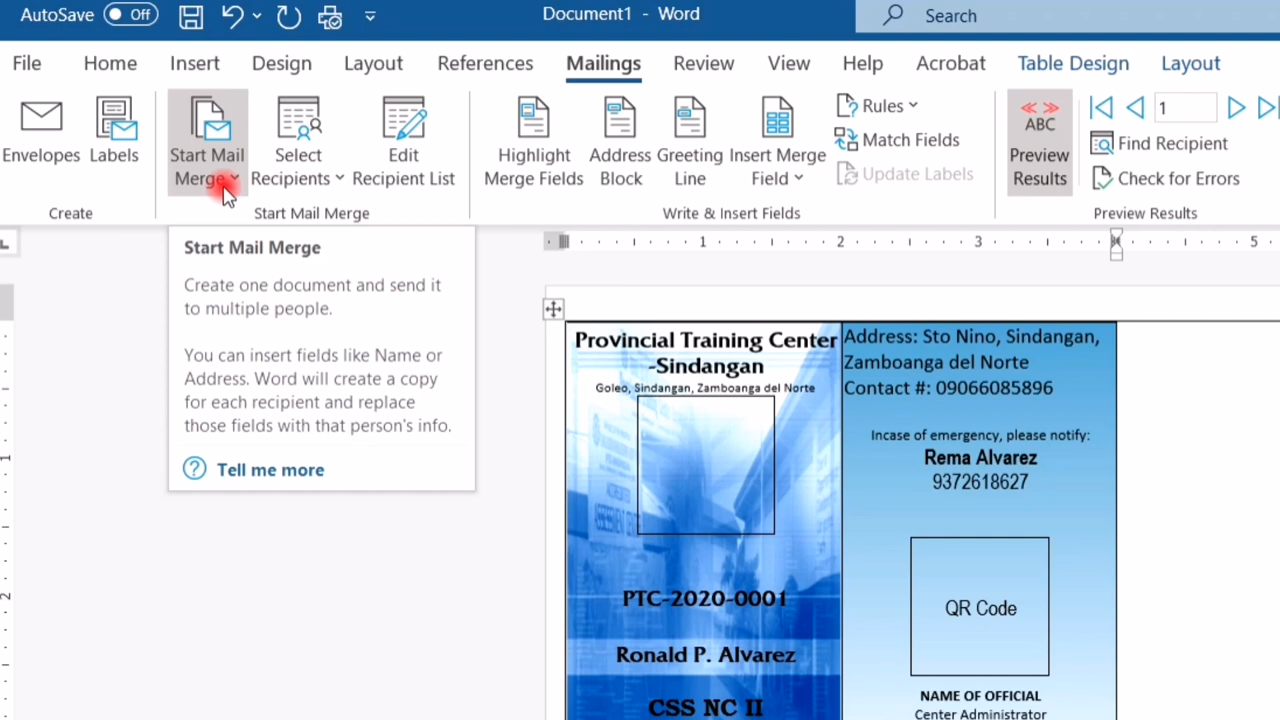 AutoSave Off Document1 - Word Search
File Home Insert Design Layout References Mailings Review View Help Acrobat Table Design Layout
Envelopes
Labels
Start Mail
Merge
Select
Recipients
Edit
Recipient List
Highlight
Merge Fields
Address
Block
Greeting
Line
Insert Merge
Field
Rules
Match Fields
Update Labels
ABC
Preview
Results
1
Find Recipient
Check for Errors
Create Start Mail Merge Write & Insert Fields Preview Results
1 2 3 5
Start Mail Merge
Create one document and send it
to multiple people.
You can insert fields like Name or
Address. Word will create a copy
for each recipient and replace
those fields with that person's info.
? Tell me more
1
2
Provincial Training Center
-Sindangan
Goleo, Sindangan, Zamboanga del Norte
PTC-2020-0001
Ronald P. Alvarez
CSS NC II
Address: Sto Nino, Sindangan,
Zamboanga del Norte
Contact #: 09066085896
Incase of emergency, please notify:
Rema Alvarez
9372618627
QR Code
NAME OF OFFICIAL
Center Administrator